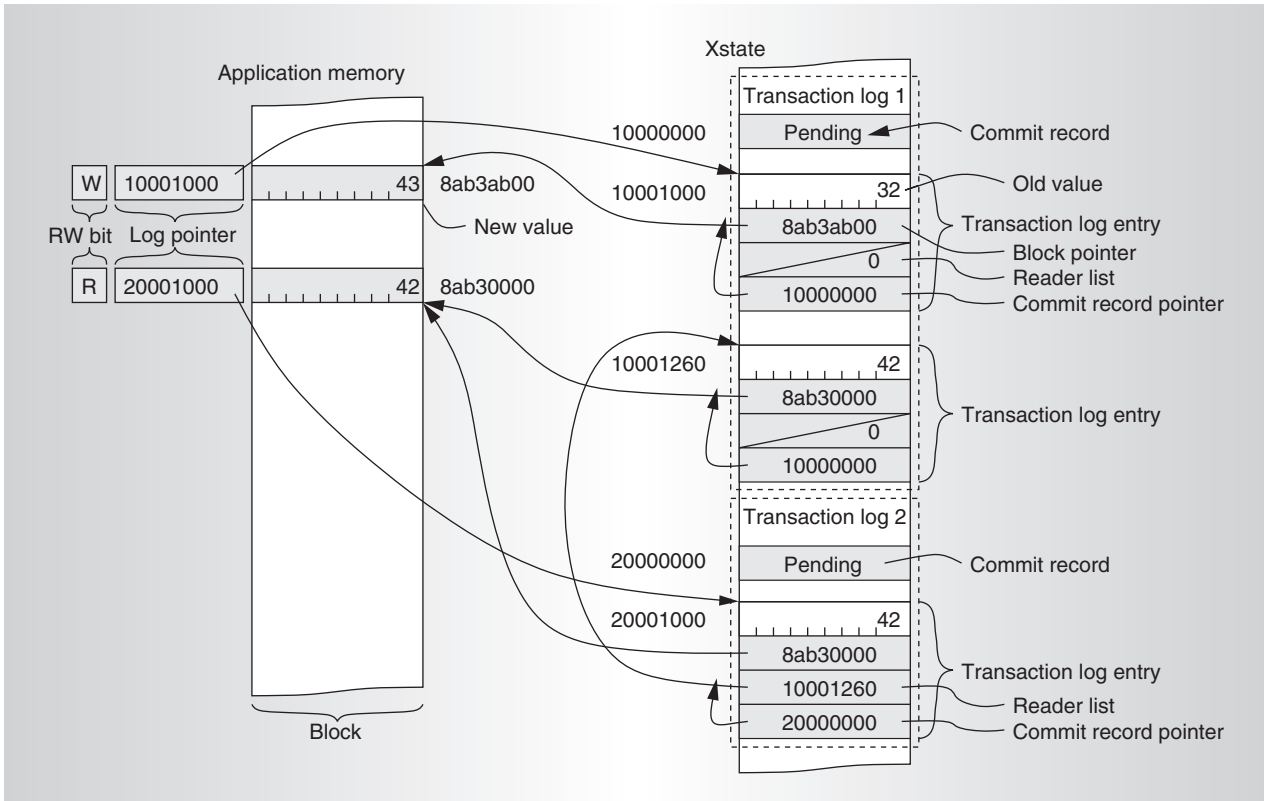 Xstate
Application memory
Transaction log 1
10000000
Pending
Commit record
W
10001000
43
8ab3ab00
10001000
32
Old value
New value
RW bit
Log pointer
8ab3ab00
Transaction log entry
Block pointer
0
Reader list
R
20001000
42
8ab30000
10000000
Commit record pointer
10001260
42
8ab30000
Transaction log entry
0
10000000
Transaction log 2
20000000
Pending
Commit record
20001000
42
8ab30000
Transaction log entry
10001260
Reader list
20000000
Commit record pointer
Block